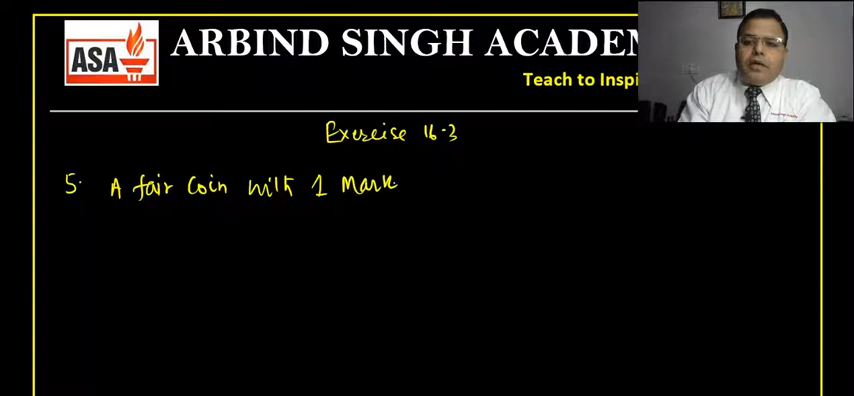 ASA
ARBIND SINGH ACADEM
Teach to Inspi
Exercise 16.3
5. A fair coin with 1 Mark